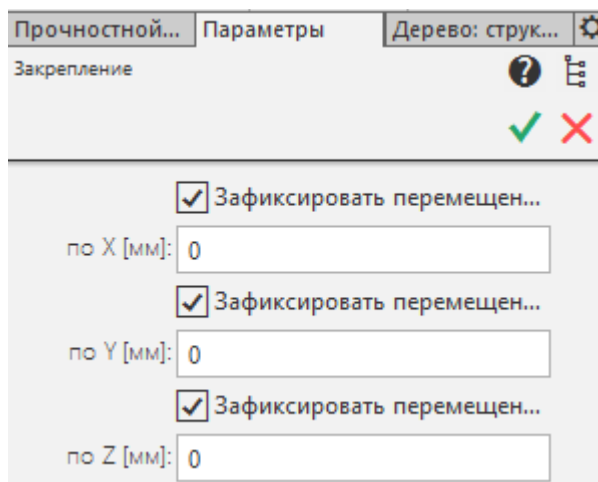 Прочностной... Параметры Дерево: струк...
Закрепление
Зафиксировать перемещен...
по X [мм]: 0
Зафиксировать перемещен...
по Y [мм]: 0
Зафиксировать перемещен...
по Z [мм]: 0